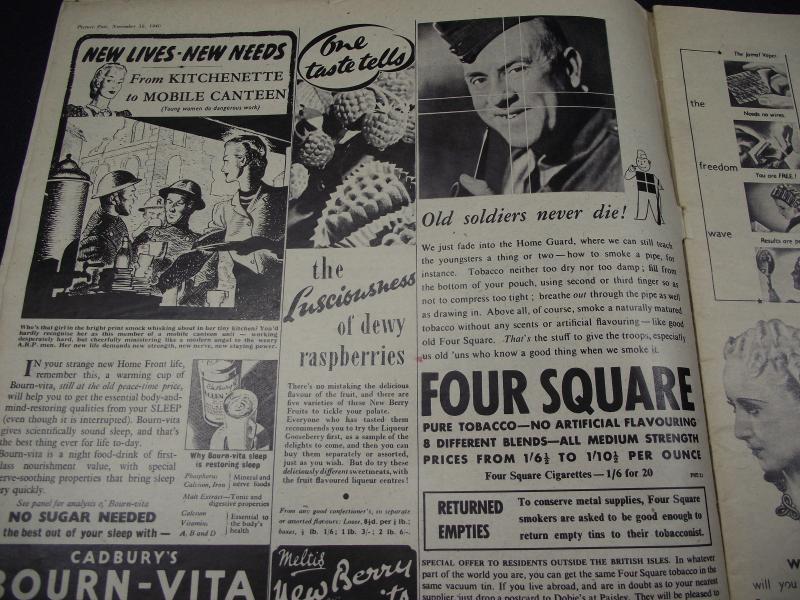 Picture Post, November 16, 1940
NEW LIVES - NEW NEEDS
From KITCHENETTE
to MOBILE CANTEEN
(Young women do dangerous work)
Who's that girl in the bright print smock whisking about in her tiny kitchen? You'd
hardly recognise her as this member of a mobile canteen unit — working
desperately hard, but cheerfully ministering like a modern angel to the weary
A.R.P. men. Her new life demands new strength, new nerve, new staying power.
IN your strange new Home Front life,
remember this, a warming cup of
Bourn-vita, still at the old peace-time price,
will help you to get the essential body-and-
mind-restoring qualities from your SLEEP
(even though it is interrupted). Bourn-vita
gives scientifically sound sleep, and that's
the best thing ever for life to-day.
Bourn-vita is a night food-drink of first-
class nourishment value, with special
nerve-soothing properties that bring sleep
very quickly.
See panel for analysis of Bourn-vita
NO SUGAR NEEDED
the best out of your sleep with—
Why Bourn-vita sleep
is restoring sleep
Phosphorus
Calcium, Iron
Mineral and
nerve foods
Malt Extract—Tonic and
digestive properties
Calcium
Vitamins
A, B and D
Essential to
the body's
health
CADBURY'S
BOURN-VITA
One
taste tells
the
Lusciousness
of dewy
raspberries
There's no mistaking the delicious
flavour of the fruit, and there are
five varieties of these New Berry
Fruits to tickle your palate.
Everyone who has tasted them
recommends you to try the Liqueur
Gooseberry first, as a sample of the
delights to come, and then you can
buy them separately or assorted,
just as you wish. But do try these
deliciously different sweetmeats, with
the fruit flavoured liqueur centres!
From any good confectioner's, or separate
or assorted flavours: Loose, 8½d. per ½ lb.;
boxes, ½ lb. 1/6; 1 lb. 3/-; 2 lb. 6/-.
Meltis
New Berry
Old soldiers never die!
We just fade into the Home Guard, where we can still teach
the youngsters a thing or two — how to smoke a pipe, for
instance. Tobacco neither too dry nor too damp; fill from
the bottom of your pouch, using second or third finger so as
not to compress too tight; breathe out through the pipe as well
as drawing in. Above all, of course, smoke a naturally matured
tobacco without any scents or artificial flavouring — like good
old Four Square. That's the stuff to give the troops, especially
us old 'uns who know a good thing when we smoke it.
FOUR SQUARE
PURE TOBACCO—NO ARTIFICIAL FLAVOURING
8 DIFFERENT BLENDS—ALL MEDIUM STRENGTH
PRICES FROM 1/6½ TO 1/10½ PER OUNCE
Four Square Cigarettes — 1/6 for 20
RETURNED
EMPTIES
To conserve metal supplies, Four Square
smokers are asked to be good enough to
return empty tins to their tobacconist.
SPECIAL OFFER TO RESIDENTS OUTSIDE THE BRITISH ISLES. In whatever
part of the world you are, you can get the same Four Square tobacco in the
same vacuum tin. If you live abroad, and are in doubt as to your nearest
supplier just drop a postcard to Dobie's at Paisley. They will be pleased to
the
freedom
wave
The Jamal Vapet
Needs no wires
You are FREE!
Results are
will you
being